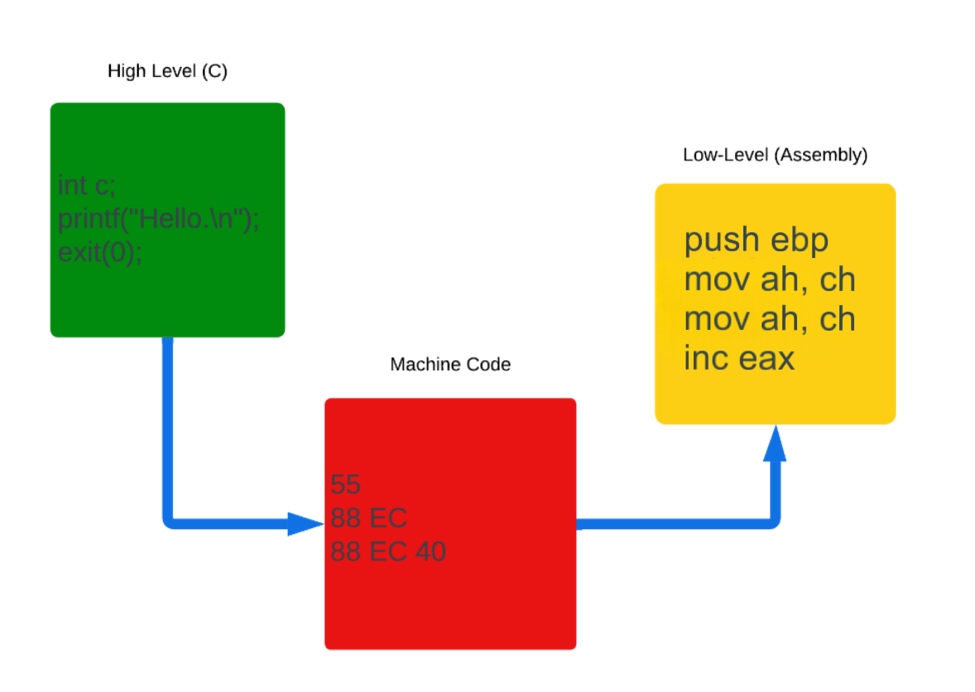 High Level (C)
int c;
printf("Hello.\n");
exit(0);
Machine Code
55
88 EC
88 EC 40
Low-Level (Assembly)
push ebp
mov ah, ch
mov ah, ch
inc eax